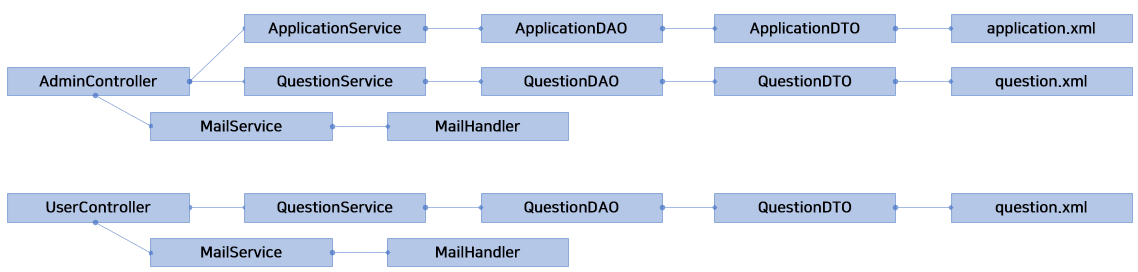 ApplicationService ApplicationDAO ApplicationDTO application.xml
AdminController QuestionService QuestionDAO QuestionDTO question.xml
MailService MailHandler
UserController QuestionService QuestionDAO QuestionDTO question.xml
MailService MailHandler